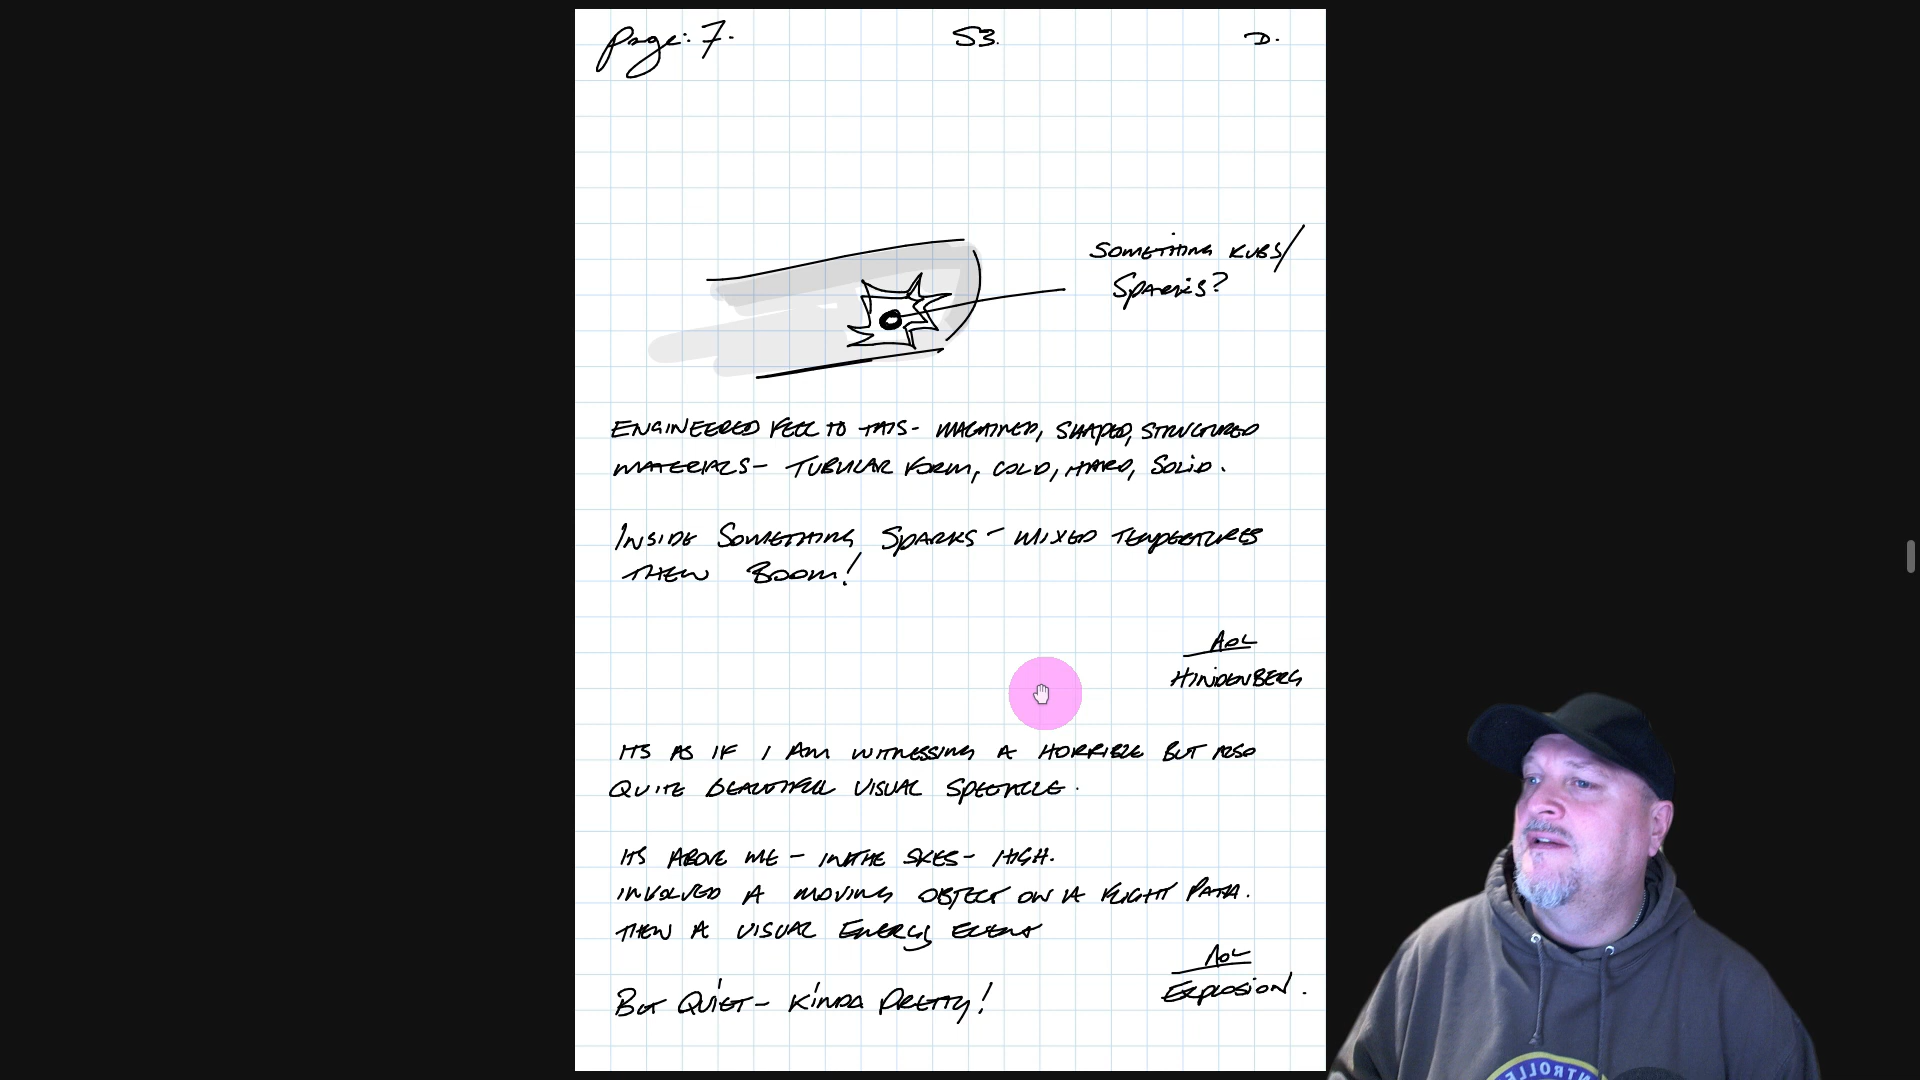 page: 7.
S3.
D.
SOMETHING RUBS/
SPARKS?
ENGINEERED FEEL TO THIS - MACHINED, SHAPED, STRUCTURED
MATERIALS - TUBULAR FORM, COLD, HARD, SOLID.
INSIDE SOMETHING SPARKS - MIXED TEMPERTURES
THEN BOOM!
AOL
HINDENBERG
ITS AS IF I AM WITNESSING A HORRIBLE BUT ALSO
QUITE BEAUTIFUL VISUAL SPECTACLE.
ITS ABOVE ME - IN THE SKIES - HIGH.
INVOLVED A MOVING OBJECT ON A FLIGHT PATH.
THEN A VISUAL ENERGY EVENT
AOL
EXPLOSION.
BUT QUIET - KINDA PRETTY!